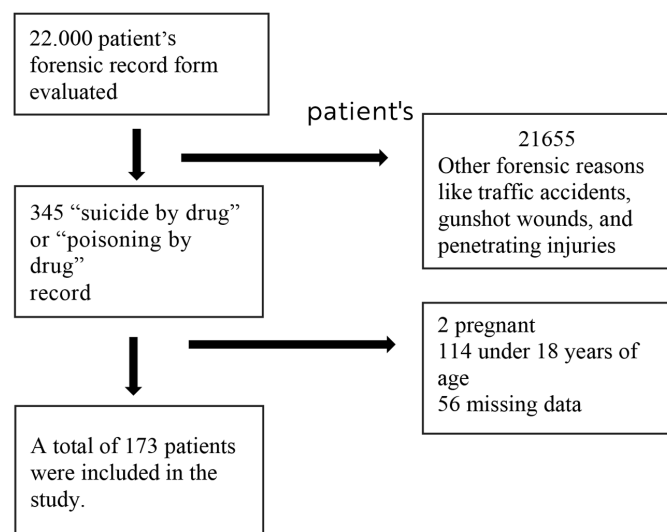 22.000 patient’s
forensic record form
evaluated
patient's
21655
Other forensic reasons
like traffic accidents,
gunshot wounds, and
penetrating injuries
345 “suicide by drug”
or “poisoning by
drug”
record
2 pregnant
114 under 18 years of
age
56 missing data
A total of 173 patients
were included in the
study.